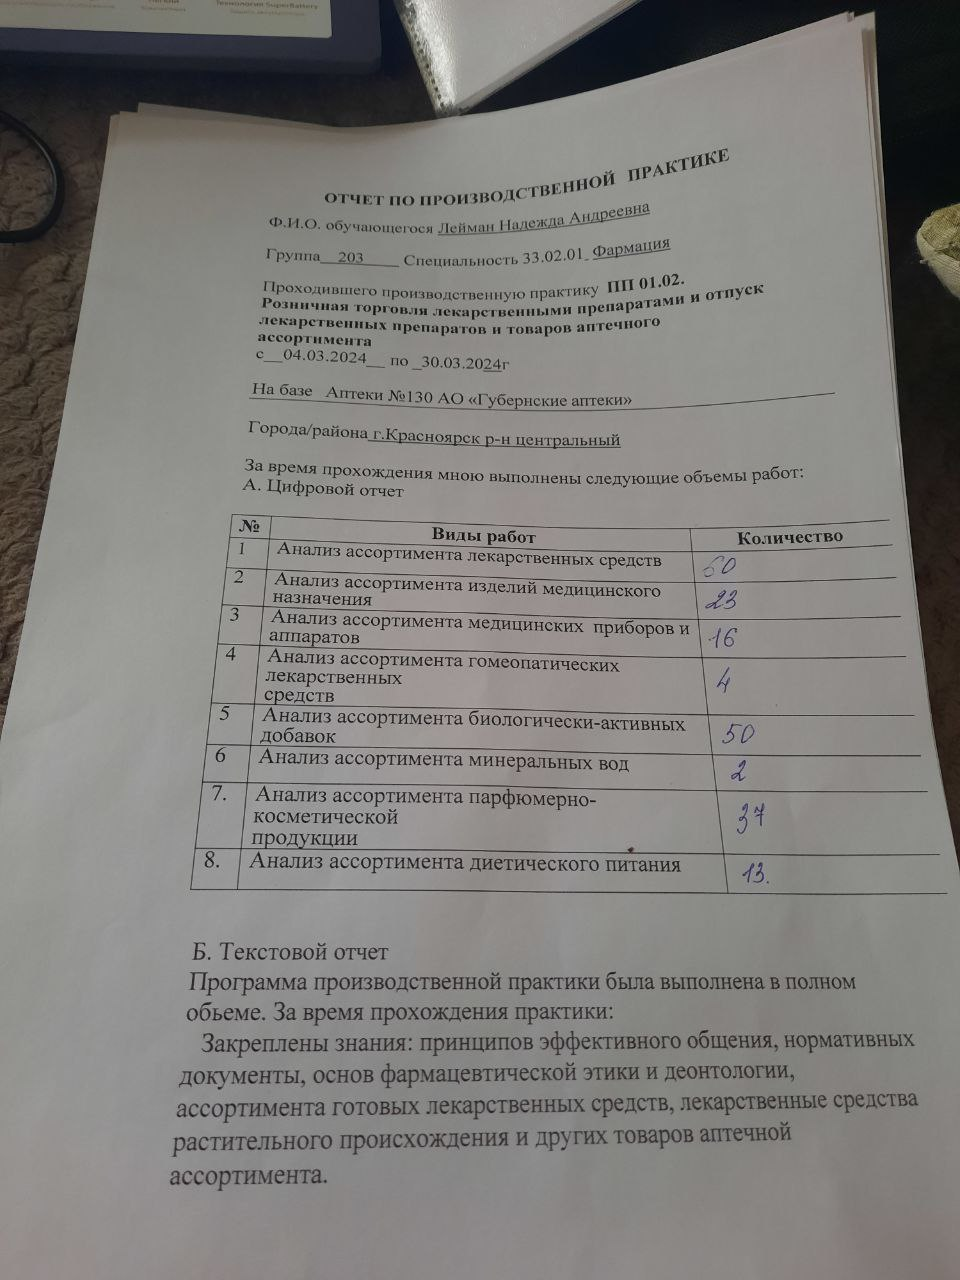 Технология SuperBattery
ОТЧЕТ ПО ПРОИЗВОДСТВЕННОЙ ПРАКТИКЕ
Ф.И.О. обучающегося Лейман Надежда Андреевна
Группа__203____ Специальность 33.02.01_ Фармация
Проходившего производственную практику ПП 01.02.
Розничная торговля лекарственными препаратами и отпуск
лекарственных препаратов и товаров аптечного
ассортимента
с__04.03.2024__ по _30.03.2024г
На базе Аптеки №130 АО «Губернские аптеки»
Города/района г.Красноярск р-н центральный
За время прохождения мною выполнены следующие объемы работ:
А. Цифровой отчет
№ Виды работ Количество
1 Анализ ассортимента лекарственных средств 60
2 Анализ ассортимента изделий медицинского
назначения 23
3 Анализ ассортимента медицинских приборов и
аппаратов 16
4 Анализ ассортимента гомеопатических
лекарственных
средств 4
5 Анализ ассортимента биологически-активных
добавок 50
6 Анализ ассортимента минеральных вод 2
7. Анализ ассортимента парфюмерно-
косметической
продукции 37
8. Анализ ассортимента диетического питания 13.
Б. Текстовой отчет
Программа производственной практики была выполнена в полном
обьеме. За время прохождения практики:
Закреплены знания: принципов эффективного общения, нормативных
документы, основ фармацевтической этики и деонтологии,
ассортимента готовых лекарственных средств, лекарственные средства
растительного происхождения и других товаров аптечной
ассортимента.